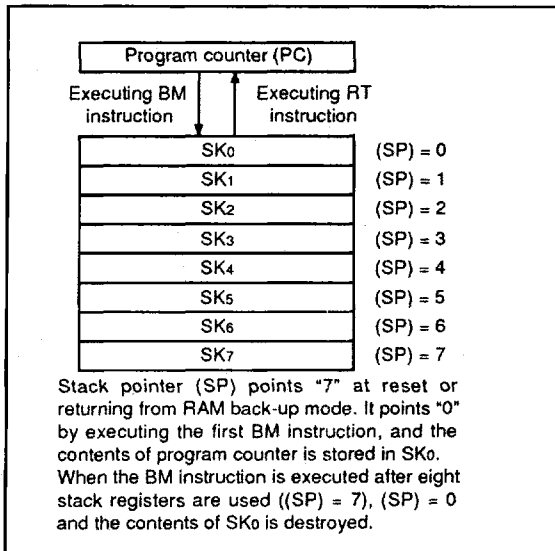 Program counter (PC)
Executing BM Executing RT
instruction instruction
SK0 (SP) = 0
SK1 (SP) = 1
SK2 (SP) = 2
SK3 (SP) = 3
SK4 (SP) = 4
SK5 (SP) = 5
SK6 (SP) = 6
SK7 (SP) = 7
Stack pointer (SP) points "7" at reset or
returning from RAM back-up mode. It points "0"
by executing the first BM instruction, and the
contents of program counter is stored in SK0.
When the BM instruction is executed after eight
stack registers are used ((SP) = 7), (SP) = 0
and the contents of SK0 is destroyed.